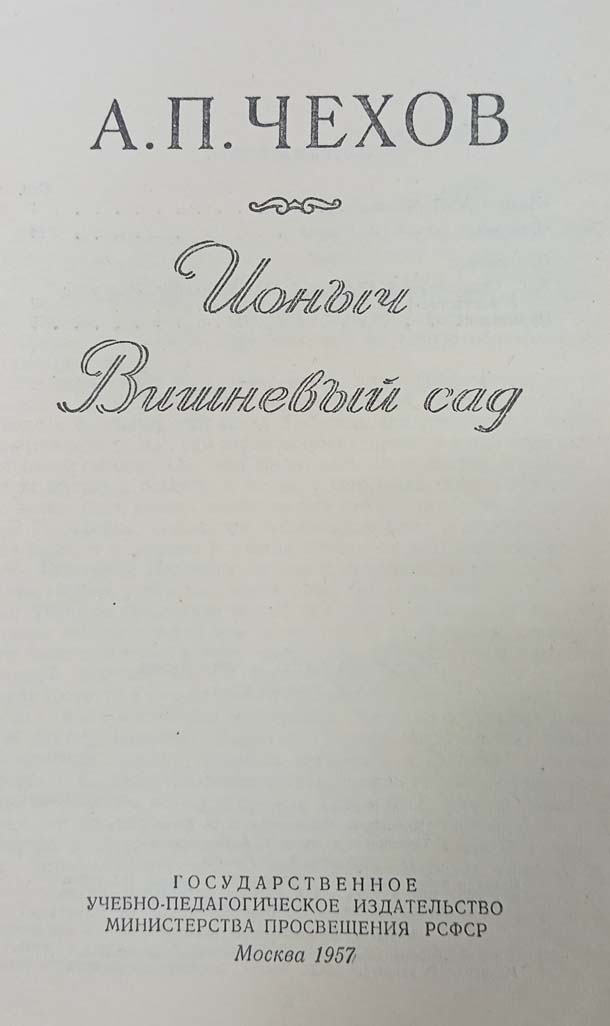 А.П.ЧЕХОВ
Ионыч
Вишневый сад
ГОСУДАРСТВЕННОЕ
УЧЕБНО-ПЕДАГОГИЧЕСКОЕ ИЗДАТЕЛЬСТВО
МИНИСТЕРСТВА ПРОСВЕЩЕНИЯ РСФСР
Москва 1957